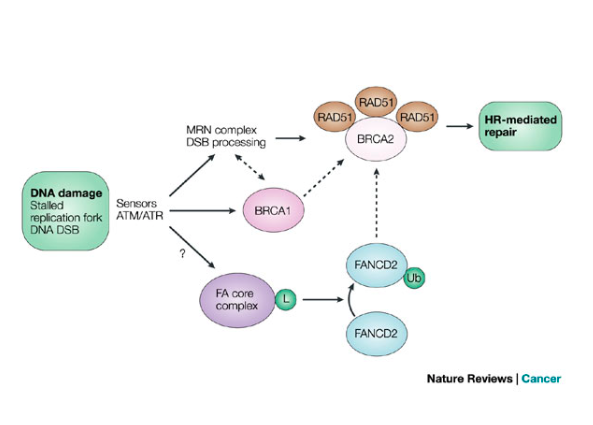 DNA damage
Stalled
replication fork
DNA DSB
Sensors
ATM/ATR
?
MRN complex
DSB processing
BRCA1
FA core
complex
L
RAD51
RAD51
RAD51
BRCA2
FANCD2
Ub
FANCD2
HR-mediated
repair
Nature Reviews | Cancer